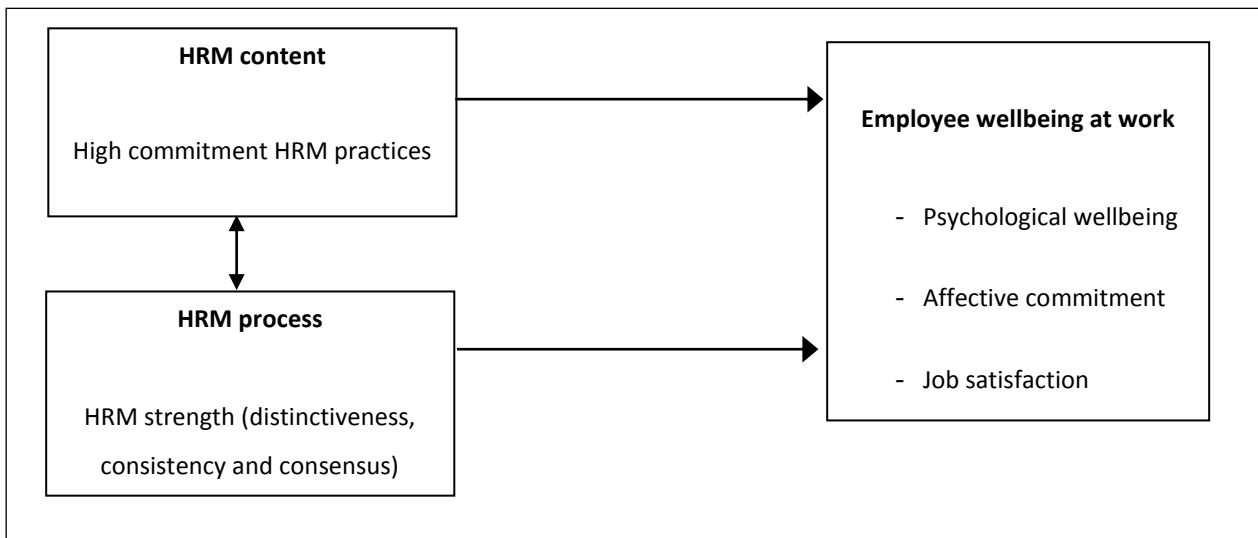 HRM content
High commitment HRM practices
HRM process
HRM strength (distinctiveness,
consistency and consensus)
Employee wellbeing at work
- Psychological wellbeing
- Affective commitment
- Job satisfaction